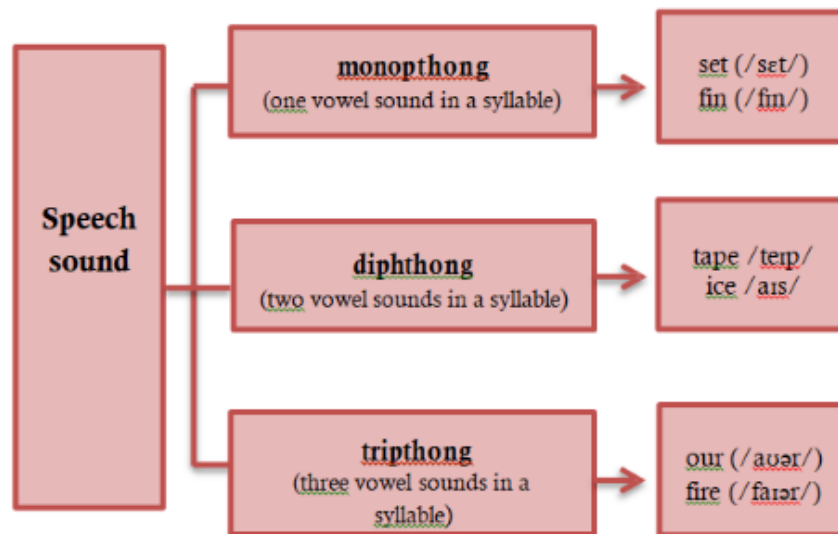 Speech
sound
monopthong
(one vowel sound in a syllable)
set (/sɛt/)
fin (/fɪn/)
diphthong
(two vowel sounds in a syllable)
tape /teɪp/
ice /aɪs/
tripthong
(three vowel sounds in a
syllable)
our (/aʊər/)
fire (/faɪər/)